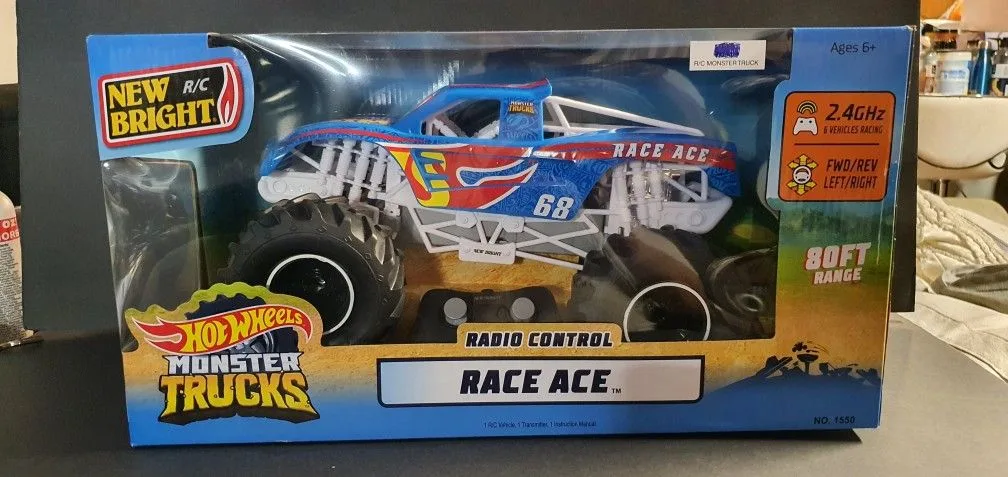 R/C
NEW
BRIGHT
R/C MONSTER TRUCK
Ages 6+
2.4GHz
6 VEHICLES RACING
FWD/REV
LEFT/RIGHT
80FT
RANGE
MONSTER
TRUCKS
RACE ACE
68
NEW BRIGHT
HOT WHEELS
MONSTER
TRUCKS
RADIO CONTROL
RACE ACE™
1 R/C Vehicle, 1 Transmitter, 1 Instruction Manual
NO. 1550